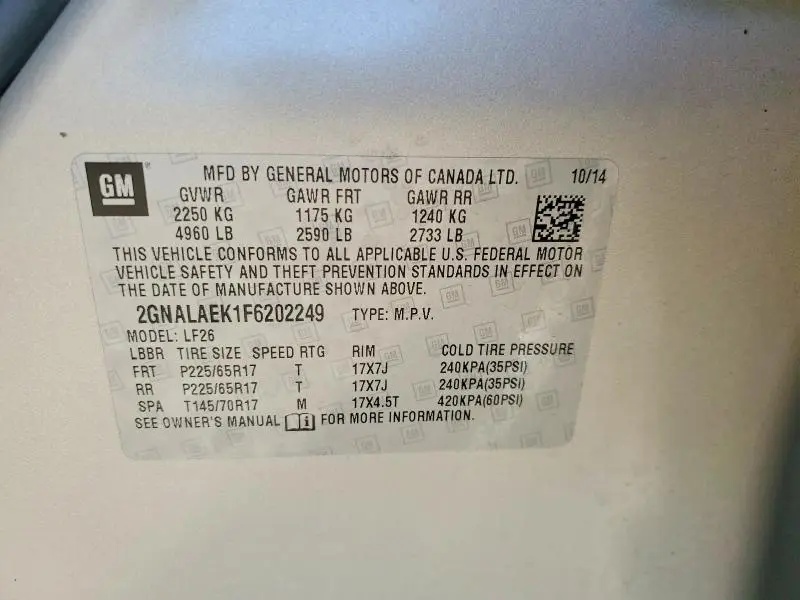 GM
MFD BY GENERAL MOTORS OF CANADA LTD. 10/14
GVWR GAWR FRT GAWR RR
2250 KG 1175 KG 1240 KG
4960 LB 2590 LB 2733 LB
THIS VEHICLE CONFORMS TO ALL APPLICABLE U.S. FEDERAL MOTOR
VEHICLE SAFETY AND THEFT PREVENTION STANDARDS IN EFFECT ON
THE DATE OF MANUFACTURE SHOWN ABOVE.
2GNALAEK1F6202249 TYPE: M.P.V.
MODEL: LF26
LBBR TIRE SIZE SPEED RTG RIM COLD TIRE PRESSURE
FRT P225/65R17 T 17X7J 240KPA(35PSI)
RR P225/65R17 T 17X7J 240KPA(35PSI)
SPA T145/70R17 M 17X4.5T 420KPA(60PSI)
SEE OWNER'S MANUAL FOR MORE INFORMATION.